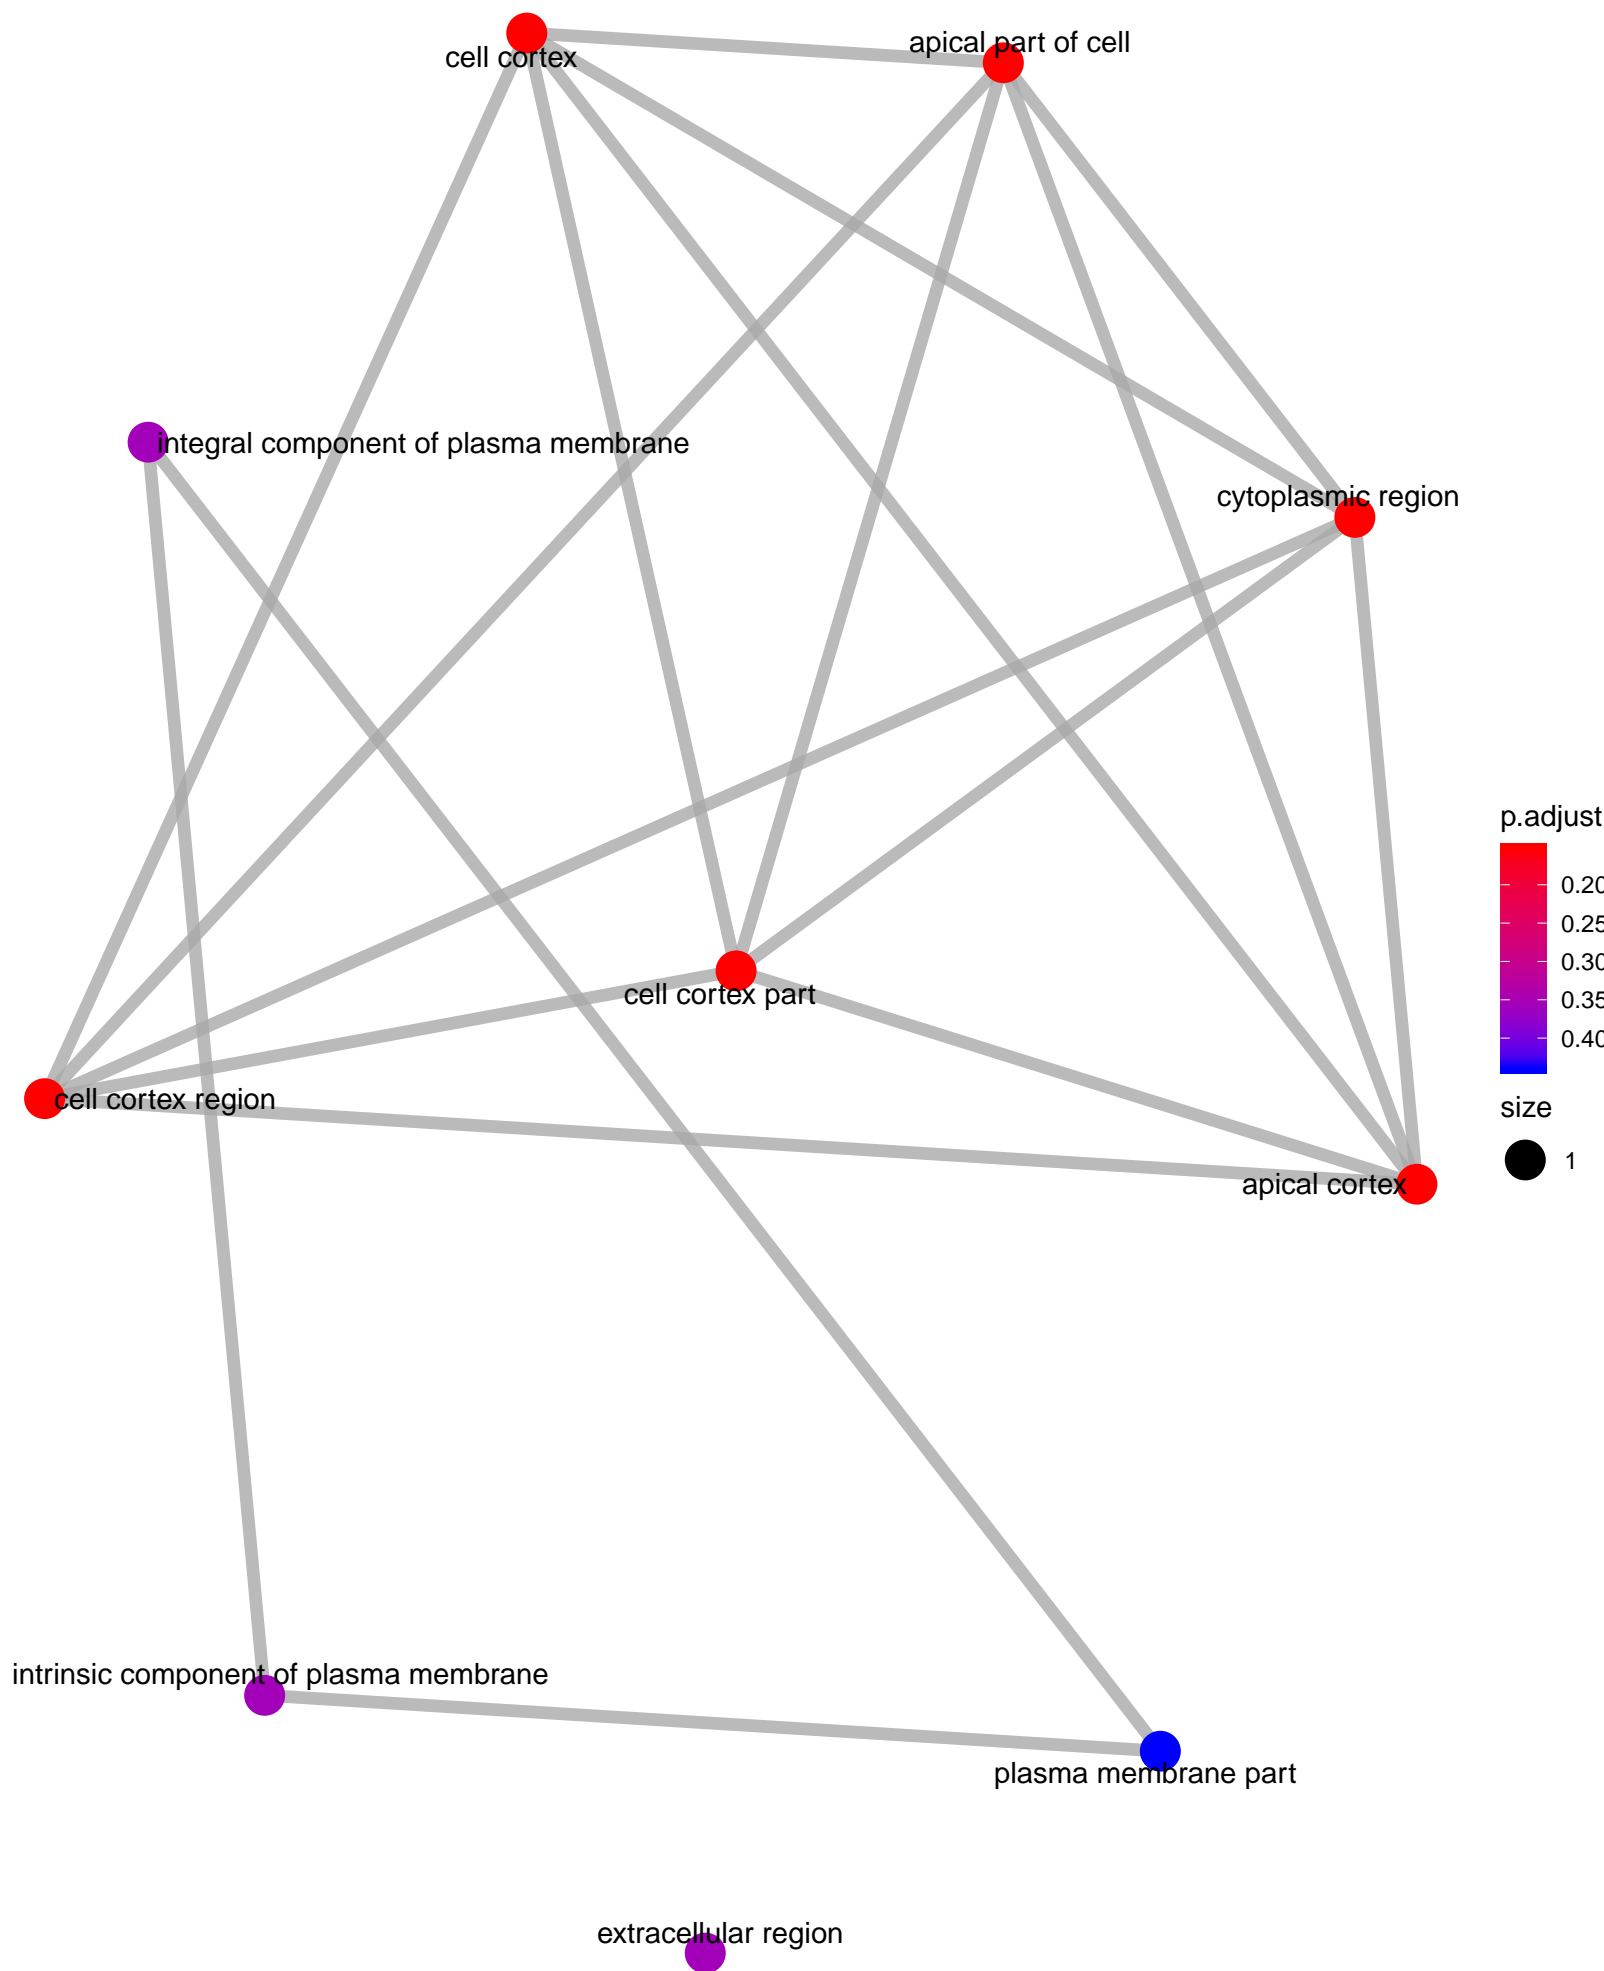 apical part of cell
cell cortex
integral component of plasma membrane
cytoplasmic region
p.adjust
0.20
0.25
0.30
0.35
0.40
cell cortex part
cell cortex region
size
1
apical cortex
intrinsic component of plasma membrane
plasma membrane part
extracellular region